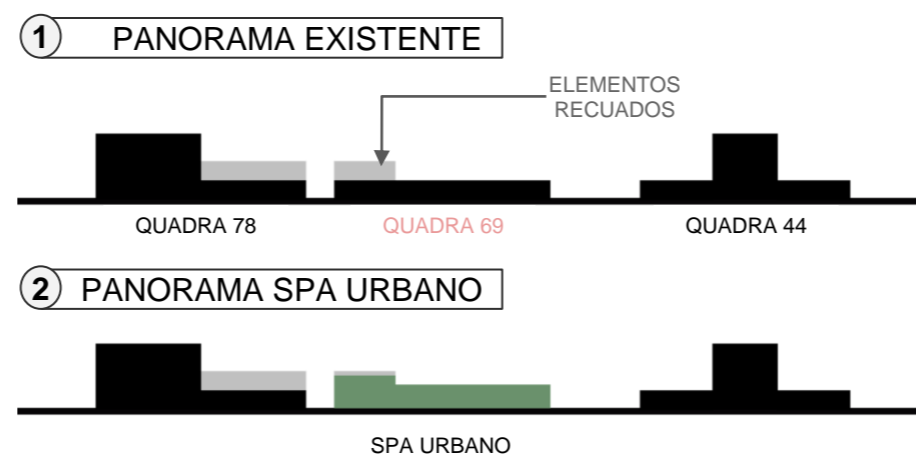 1 PANORAMA EXISTENTE
ELEMENTOS
RECUADOS
QUADRA 78 QUADRA 69 QUADRA 44
2 PANORAMA SPA URBANO
SPA URBANO